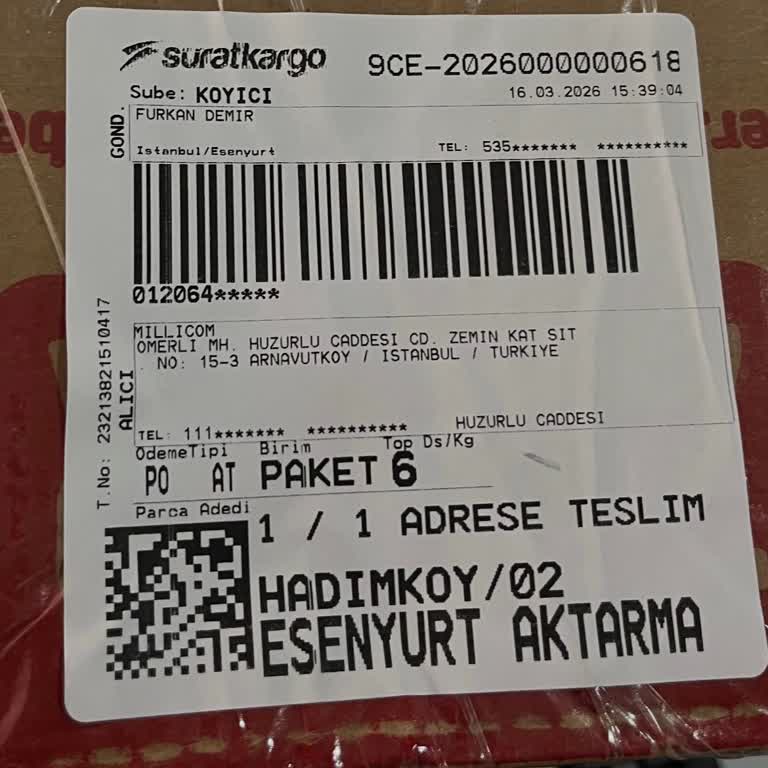 suratkargo
9CE-2026000000618
Sube: KOYICI
16.03.2026 15:39:04
GOND.
FURKAN DEMIR
Istanbul/Esenyurt
TEL: 535******* **********
012064*****
T.No: 23213821510417
ALICI
MILLICOM
OMERLI MH. HUZURLU CADDESI CD. ZEMIN KAT SIT
. NO: 15-3 ARNAVUTKOY / ISTANBUL / TURKIYE
TEL: 111******* **********
HUZURLU CADDESI
OdemeTipi Birim Top Ds/Kg
PO AT PAKET 6
Parca Adedi
1 / 1 ADRESE TESLIM
HADIMKOY/02
ESENYURT AKTARMA